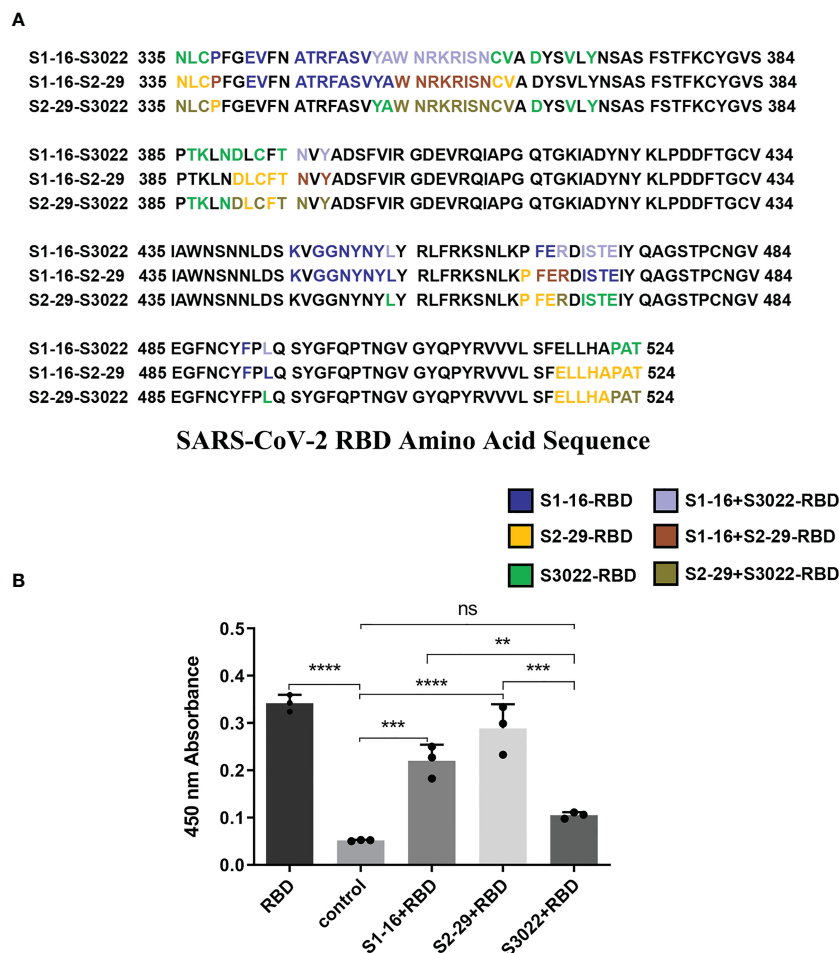 A
S1-16-S3022 335 NLCPFGEVFN ATRFASVYAW NRKRISNCVA DYSVLYNSAS FSTFKCYGVS 384
S1-16-S2-29 335 NLCPFGEVFN ATRFASVYAW NRKRISNCVA DYSVLYNSAS FSTFKCYGVS 384
S2-29-S3022 335 NLCPFGEVFN ATRFASVYAW NRKRISNCVA DYSVLYNSAS FSTFKCYGVS 384
S1-16-S3022 385 PTKLNDLCFT NVYADSFVIR GDEVRQIAPG QTGKIADYNY KLPDDFTGCV 434
S1-16-S2-29 385 PTKLNDLCFT NVYADSFVIR GDEVRQIAPG QTGKIADYNY KLPDDFTGCV 434
S2-29-S3022 385 PTKLNDLCFT NVYADSFVIR GDEVRQIAPG QTGKIADYNY KLPDDFTGCV 434
S1-16-S3022 435 IAWNSNNLDS KVGGNYNYLY RLFRKSNLKP FERDISTEIY QAGSTPCNGV 484
S1-16-S2-29 435 IAWNSNNLDS KVGGNYNYLY RLFRKSNLKP FERDISTEIY QAGSTPCNGV 484
S2-29-S3022 435 IAWNSNNLDS KVGGNYNYLY RLFRKSNLKP FERDISTEIY QAGSTPCNGV 484
S1-16-S3022 485 EGFNCYFPLQ SYGFQPTNGV GYQPYRVVVL SFELLHAPAT 524
S1-16-S2-29 485 EGFNCYFPLQ SYGFQPTNGV GYQPYRVVVL SFELLHAPAT 524
S2-29-S3022 485 EGFNCYFPLQ SYGFQPTNGV GYQPYRVVVL SFELLHAPAT 524
SARS-CoV-2 RBD Amino Acid Sequence
S1-16-RBD S1-16+S3022-RBD
S2-29-RBD S1-16+S2-29-RBD
S3022-RBD S2-29+S3022-RBD
B
ns
**
****
****
***
***
450 nm Absorbance
0.5
0.4
0.3
0.2
0.1
0.0
RBD
control
S1-16+RBD
S2-29+RBD
S3022+RBD